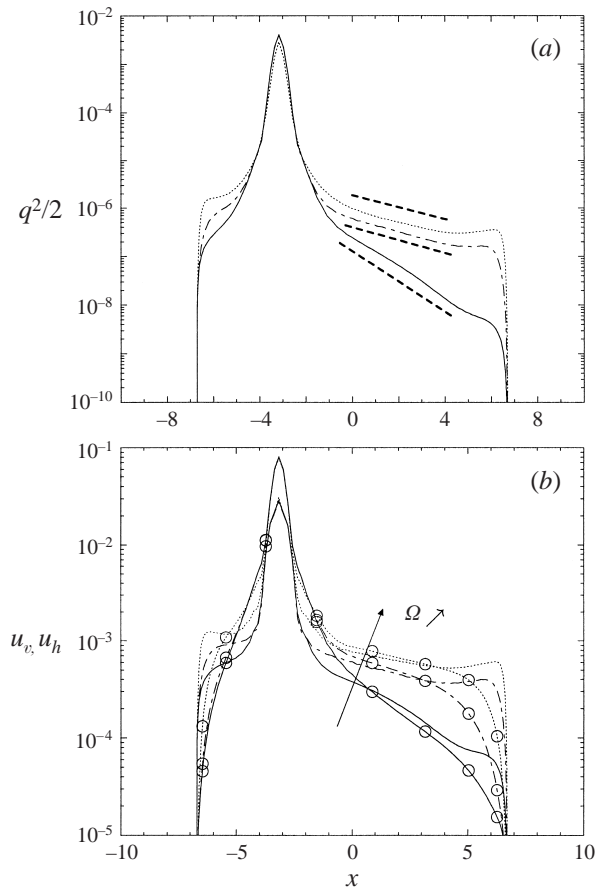 10⁻²
(a)
10⁻⁴
q²/2
10⁻⁶
10⁻⁸
10⁻¹⁰
−8 −4 0 4 8
10⁻¹
(b)
10⁻²
Ω ↗
u_v, u_h
10⁻³
10⁻⁴
10⁻⁵
−10 −5 0 5 10
x